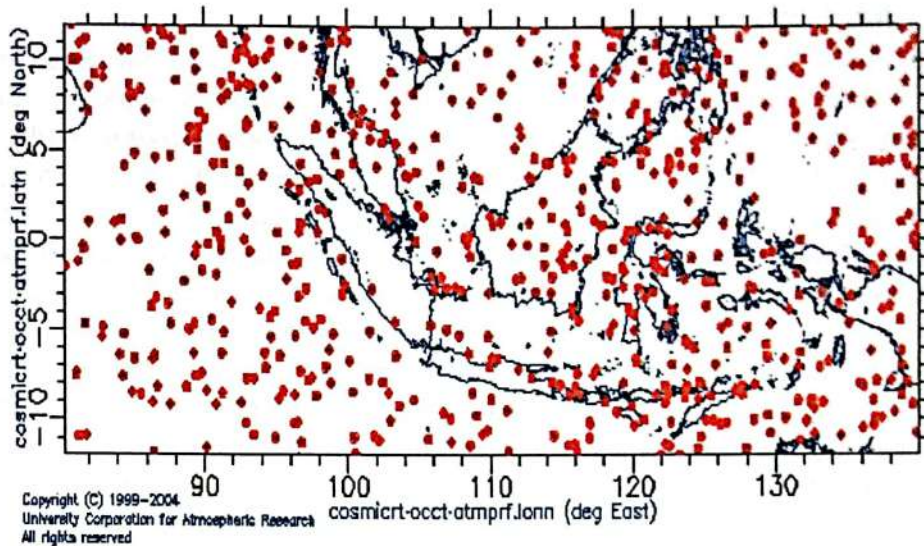 cosmicrt-occt-atmprf.latn (deg North)
10
5
0
−5
−10
90
100
110
120
130
cosmicrt-occt-atmprf.lonn (deg East)
Copyright (C) 1999-2004
University Corporation for Atmospheric Research
All rights reserved